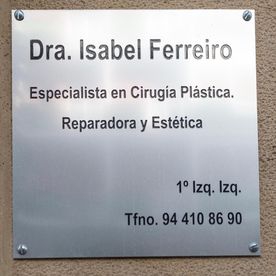 Dra. Isabel Ferreiro
Especialista en Cirugía Plástica.
Reparadora y Estética
1º Izq. Izq.
Tfno. 94 410 86 90